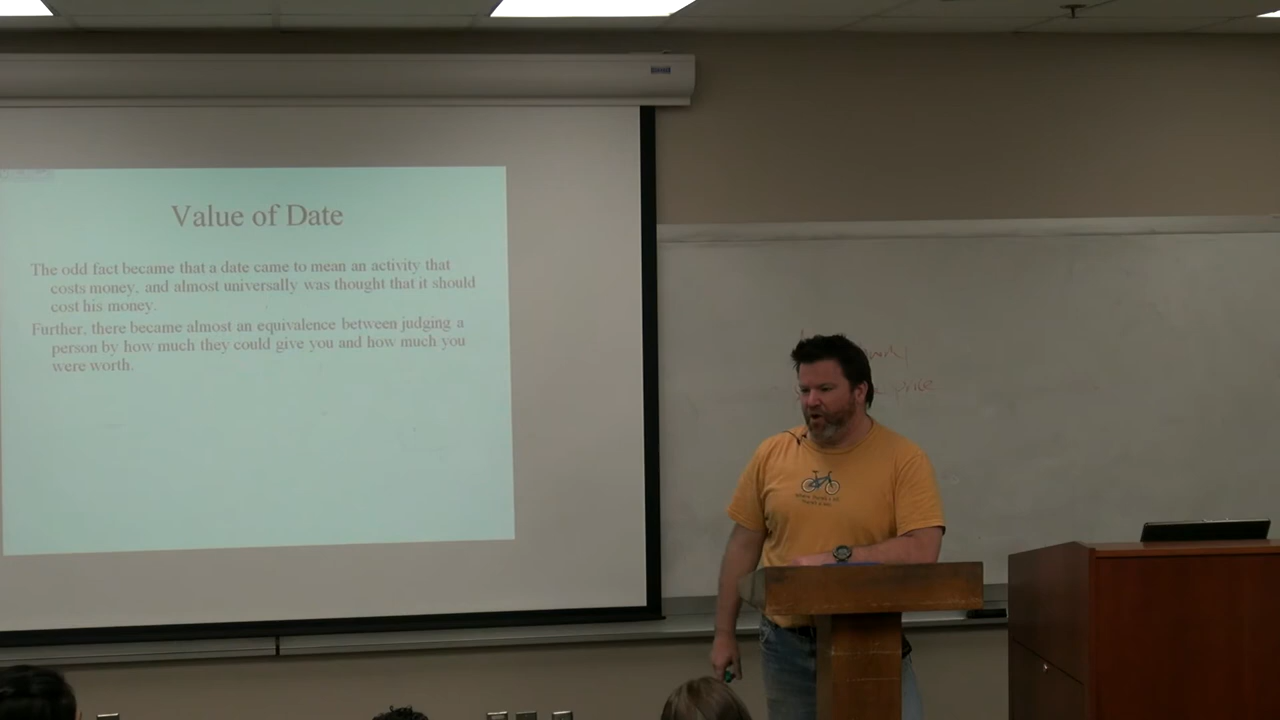 Value of Date
The odd fact became that a date came to mean an activity that
costs money, and almost universally was thought that it should
cost his money.
Further, there became almost an equivalence between judging a
person by how much they could give you and how much you
were worth.
price